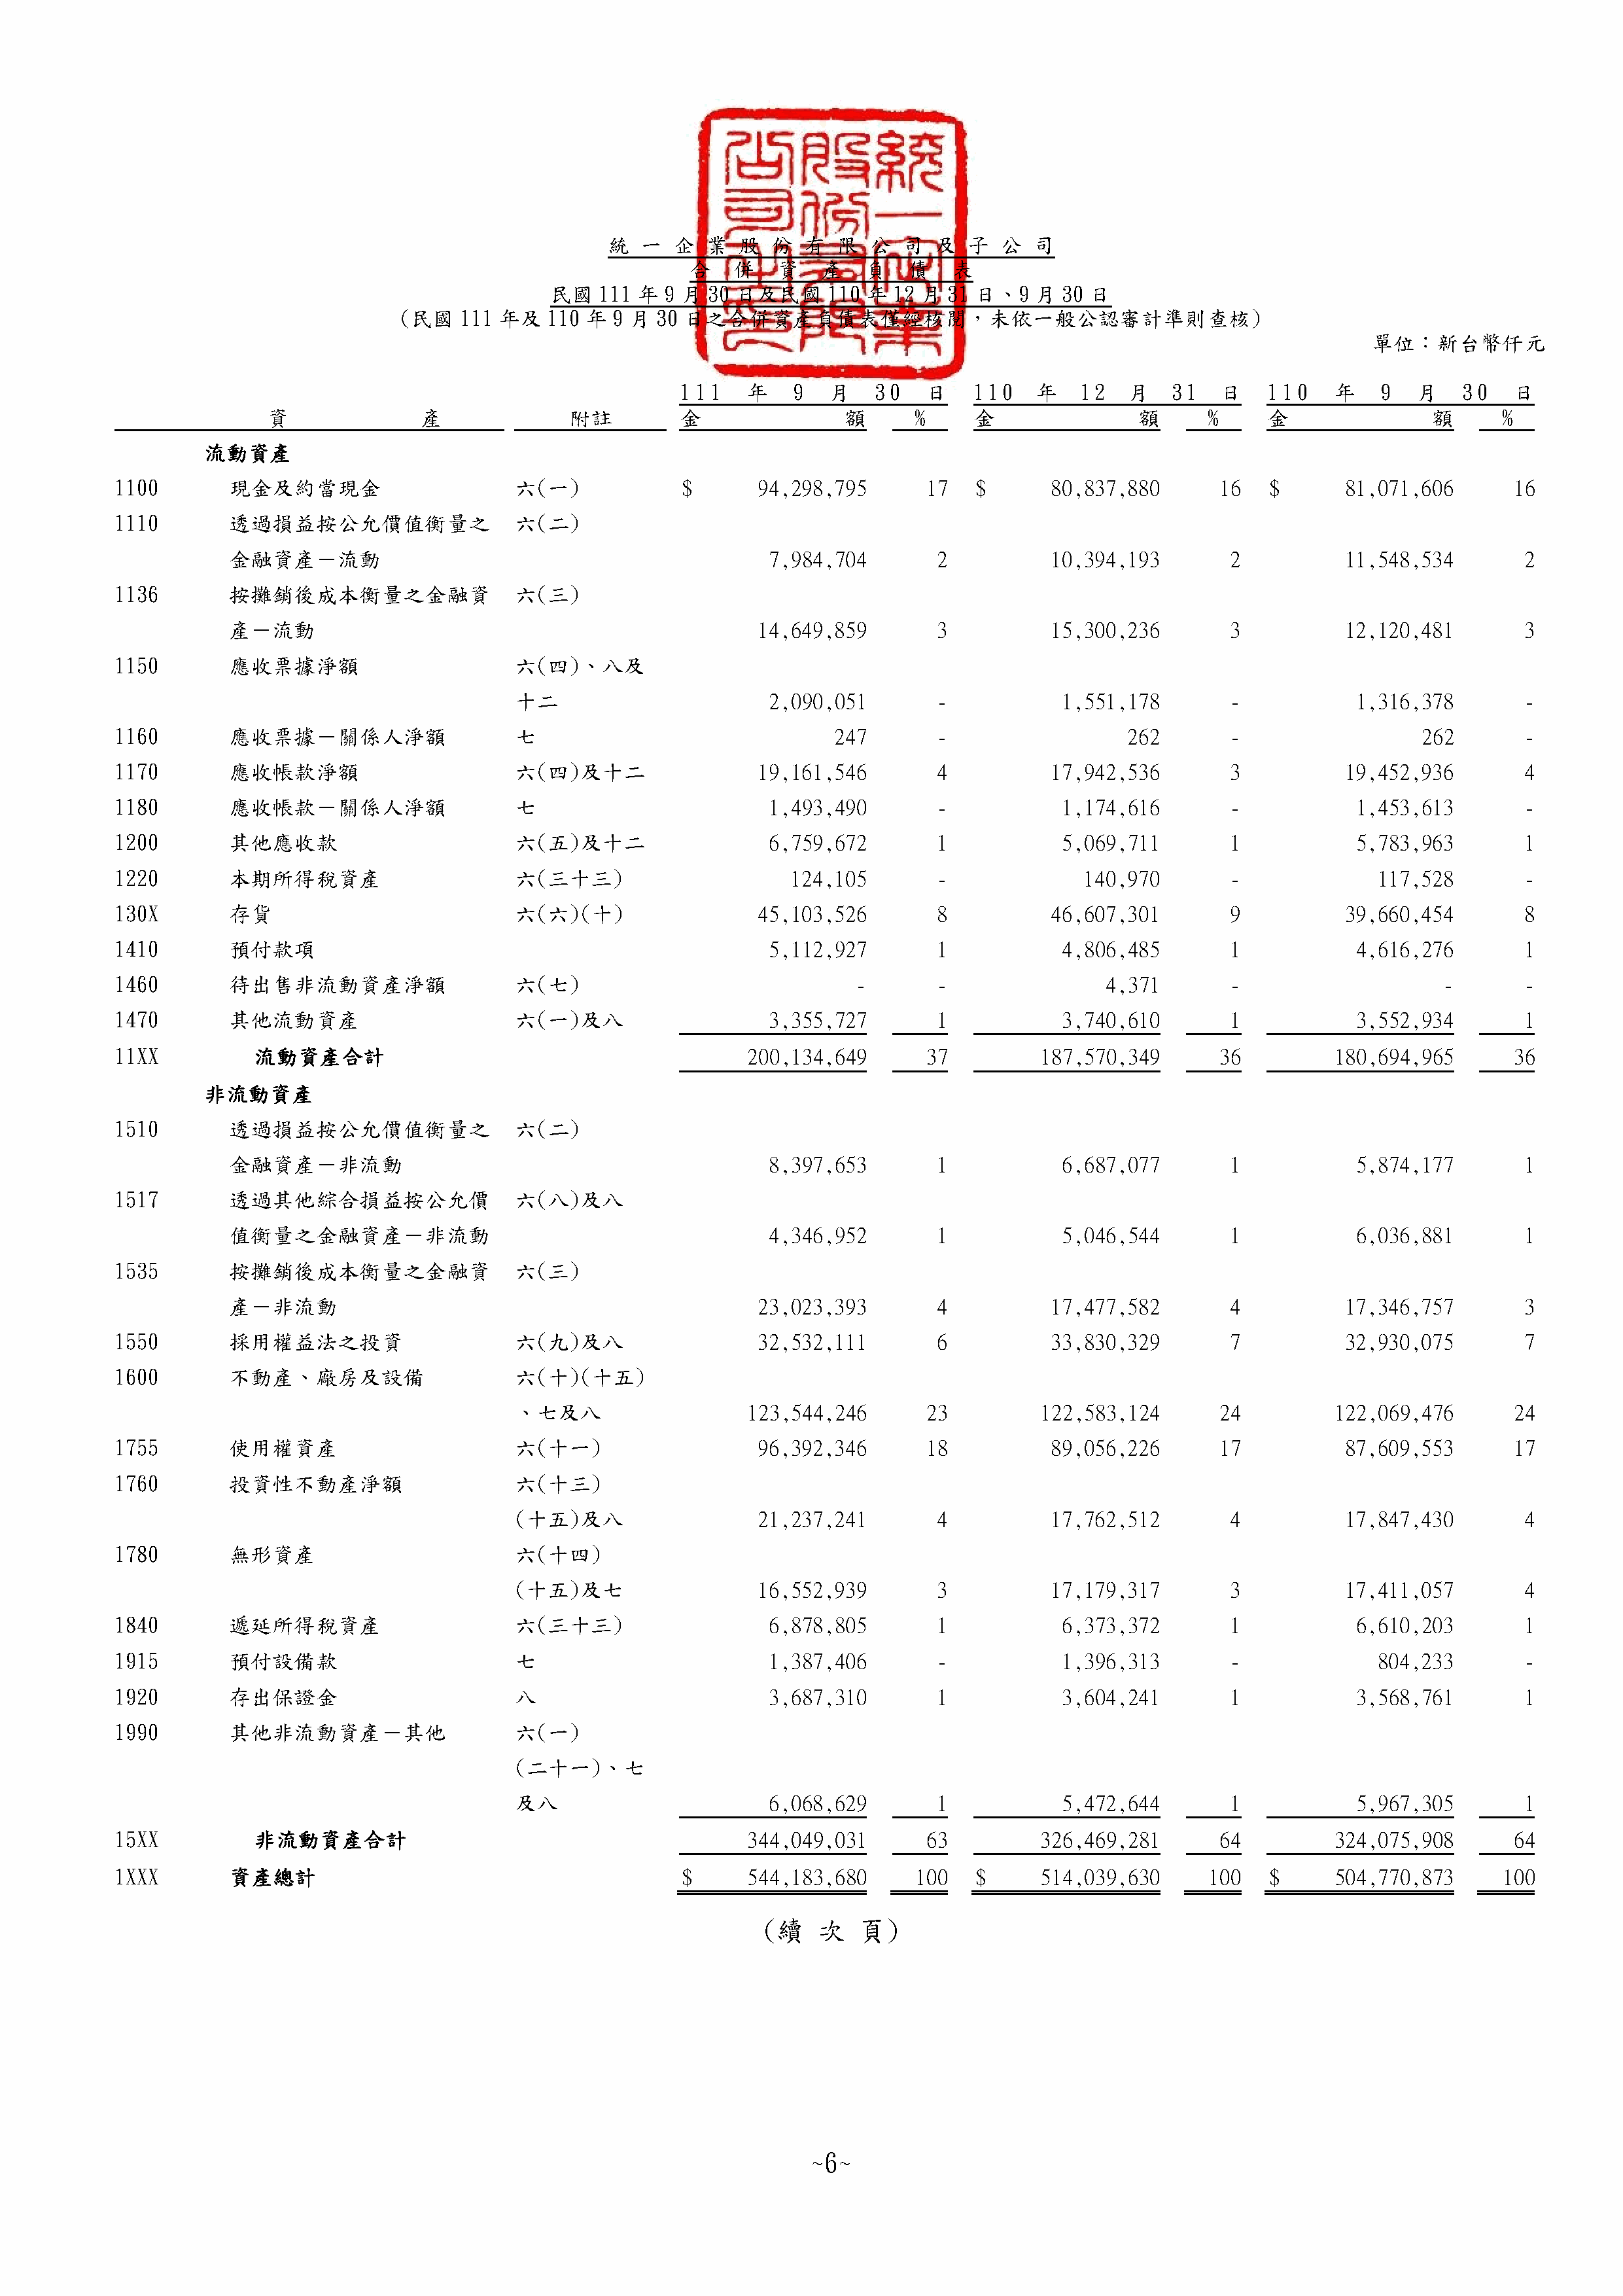 統一企業股份有限公司及子公司
合併資產負債表
民國111年9月30日及民國110年12月31日、9月30日
(民國111年及110年9月30日之合併資產負債表僅經核閱，未依一般公認審計準則查核)
單位：新台幣仟元
111 年 9 月 30 日 110 年 12 月 31 日 110 年 9 月 30 日
資 產 附註 金 額 % 金 額 % 金 額 %
流動資產
1100 現金及約當現金 六(一) $ 94,298,795 17 $ 80,837,880 16 $ 81,071,606 16
1110 透過損益按公允價值衡量之 六(二)
金融資產－流動 7,984,704 2 10,394,193 2 11,548,534 2
1136 按攤銷後成本衡量之金融資 六(三)
產－流動 14,649,859 3 15,300,236 3 12,120,481 3
1150 應收票據淨額 六(四)、八及
十二 2,090,051 - 1,551,178 - 1,316,378 -
1160 應收票據－關係人淨額 七 247 - 262 - 262 -
1170 應收帳款淨額 六(四)及十二 19,161,546 4 17,942,536 3 19,452,936 4
1180 應收帳款－關係人淨額 七 1,493,490 - 1,174,616 - 1,453,613 -
1200 其他應收款 六(五)及十二 6,759,672 1 5,069,711 1 5,783,963 1
1220 本期所得稅資產 六(三十三) 124,105 - 140,970 - 117,528 -
130X 存貨 六(六)(十) 45,103,526 8 46,607,301 9 39,660,454 8
1410 預付款項 5,112,927 1 4,806,485 1 4,616,276 1
1460 待出售非流動資產淨額 六(七) - - 4,371 - - -
1470 其他流動資產 六(一)及八 3,355,727 1 3,740,610 1 3,552,934 1
11XX 流動資產合計 200,134,649 37 187,570,349 36 180,694,965 36
非流動資產
1510 透過損益按公允價值衡量之 六(二)
金融資產－非流動 8,397,653 1 6,687,077 1 5,874,177 1
1517 透過其他綜合損益按公允價 六(八)及八
值衡量之金融資產－非流動 4,346,952 1 5,046,544 1 6,036,881 1
1535 按攤銷後成本衡量之金融資 六(三)
產－非流動 23,023,393 4 17,477,582 4 17,346,757 3
1550 採用權益法之投資 六(九)及八 32,532,111 6 33,830,329 7 32,930,075 7
1600 不動產、廠房及設備 六(十)(十五)
、七及八 123,544,246 23 122,583,124 24 122,069,476 24
1755 使用權資產 六(十一) 96,392,346 18 89,056,226 17 87,609,553 17
1760 投資性不動產淨額 六(十三)
(十五)及八 21,237,241 4 17,762,512 4 17,847,430 4
1780 無形資產 六(十四)
(十五)及七 16,552,939 3 17,179,317 3 17,411,057 4
1840 遞延所得稅資產 六(三十三) 6,878,805 1 6,373,372 1 6,610,203 1
1915 預付設備款 七 1,387,406 - 1,396,313 - 804,233 -
1920 存出保證金 八 3,687,310 1 3,604,241 1 3,568,761 1
1990 其他非流動資產－其他 六(一)
(二十一)、七
及八 6,068,629 1 5,472,644 1 5,967,305 1
15XX 非流動資產合計 344,049,031 63 326,469,281 64 324,075,908 64
1XXX 資產總計 $ 544,183,680 100 $ 514,039,630 100 $ 504,770,873 100
(續次頁)
~6~